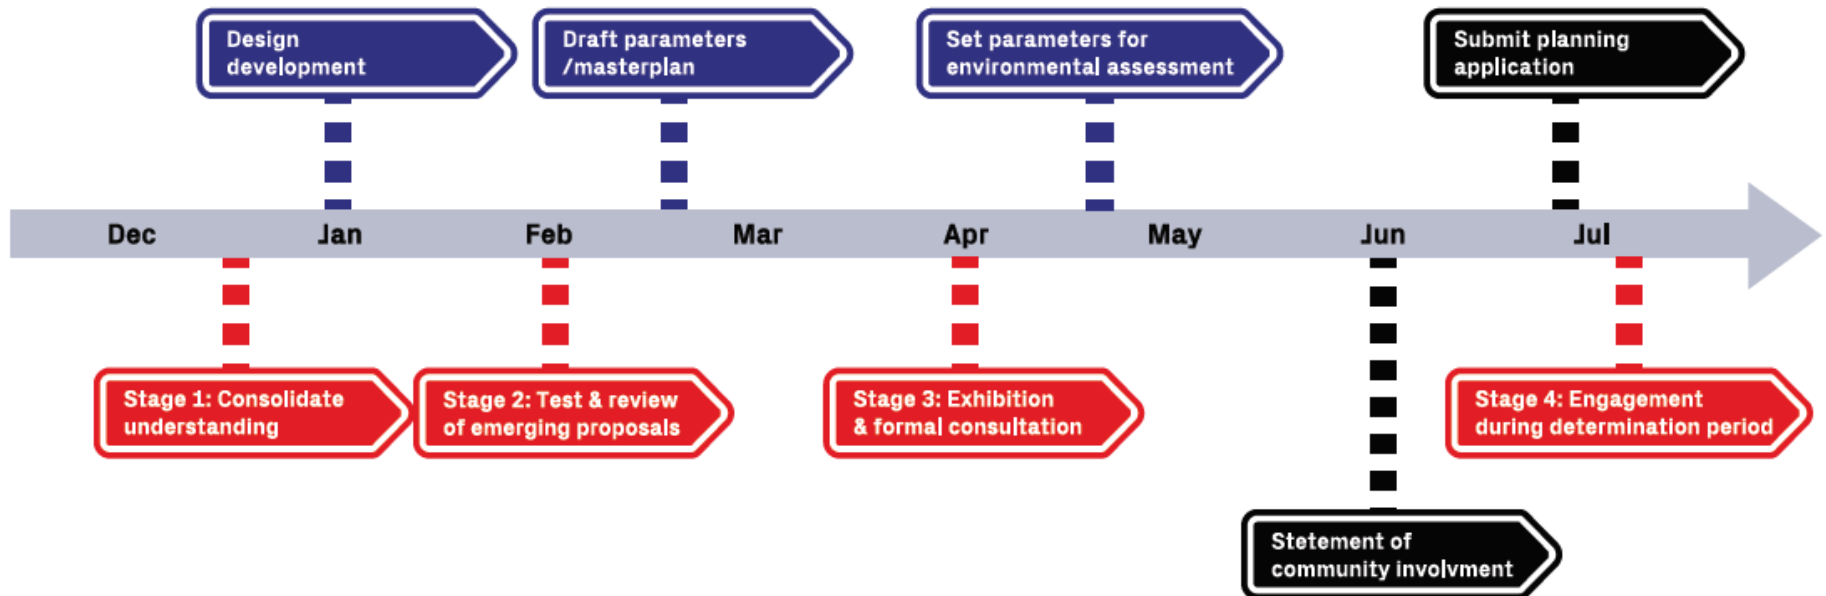 Design
development
Draft parameters
/masterplan
Set parameters for
environmental assessment
Submit planning
application
Dec Jan Feb Mar Apr May Jun Jul
Stage 1: Consolidate
understanding
Stage 2: Test & review
of emerging proposals
Stage 3: Exhibition
& formal consultation
Stage 4: Engagement
during determination period
Stetement of
community involvment